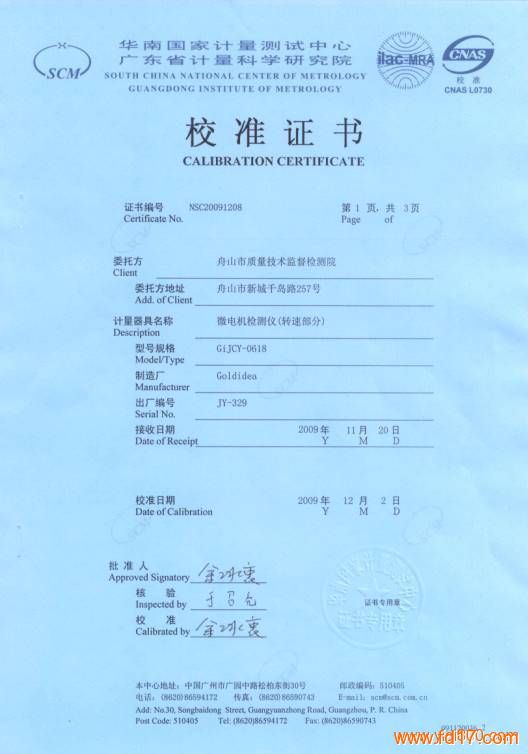 华南国家计量测试中心
广东省计量科学研究院
SOUTH CHINA NATIONAL CENTER OF METROLOGY
GUANGDONG INSTITUTE OF METROLOGY
SCM
ilac-MRA
CNAS
校准
CNAS L0730
校准证书
CALIBRATION CERTIFICATE
证书编号 NSC20091208 第 1 页, 共 3 页
Certificate No. Page of
委托方 舟山市质量技术监督检测院
Client
委托方地址 舟山市新城千岛路257号
Add. of Client
计量器具名称 微电机检测仪(转速部分)
Description
型号规格 GiJCY-0618
Model/Type
制造厂 Goldidea
Manufacturer
出厂编号 JY-329
Serial No.
接收日期 2009 年 11 月 20 日
Date of Receipt Y M D
校准日期 2009 年 12 月 2 日
Date of Calibration Y M D
批准人
Approved Signatory
核验
Inspected by
校准
Calibrated by
证书专用章
本中心地址: 中国广州市广园中路松柏东街30号 邮政编码: 510405
电话: (8620)86594172 传真: (8620)86590743 E-mail: scm@scm.com.cn
Add: No.30, Songbaidong Street, Guangyuanzhong Road, Guangzhou, P. R. China
Post Code: 510405 Tel: (8620)86594172 Fax: (8620)86590743
www.fdi170.com